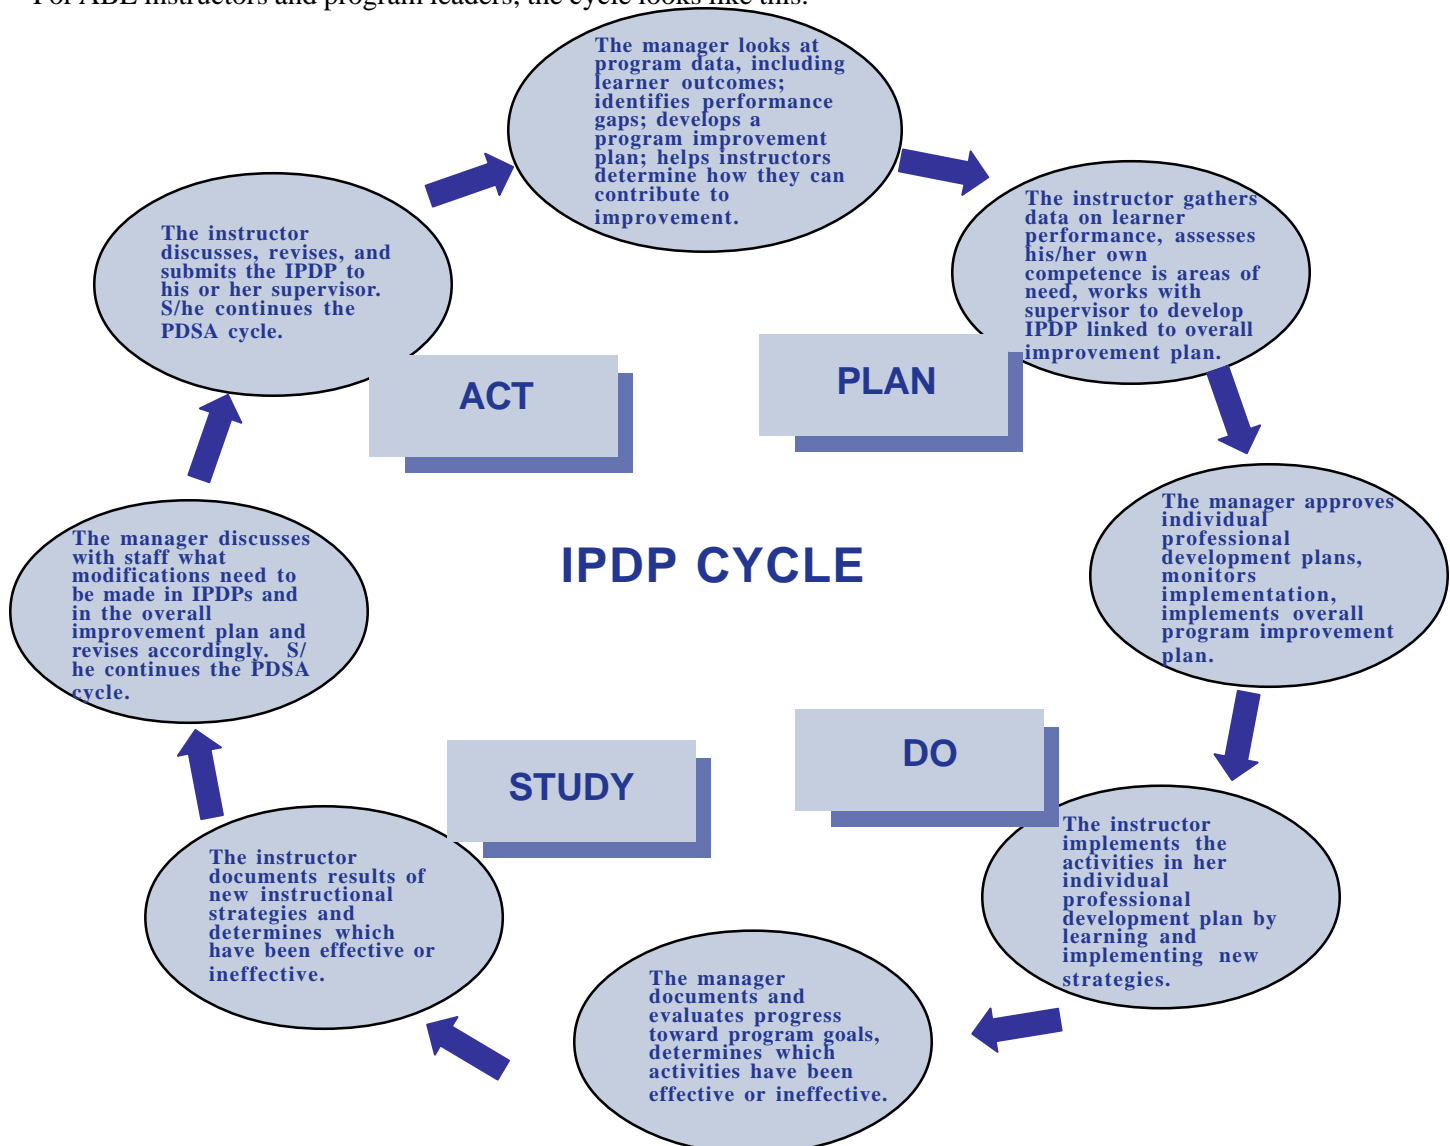 For ABE instructors and program leaders, the cycle looks like this:
The manager looks at
program data, including
learner outcomes;
identifies performance
gaps; develops a
program improvement
plan; helps instructors
determine how they can
contribute to
improvement.
The instructor gathers
data on learner
performance, assesses
his/her own
competence is areas of
need, works with
supervisor to develop
IPDP linked to overall
improvement plan.
The instructor
discusses, revises, and
submits the IPDP to
his or her supervisor.
S/he continues the
PDSA cycle.
ACT
PLAN
The manager approves
individual
professional
development plans,
monitors
implementation,
implements overall
program improvement
plan.
The manager discusses
with staff what
modifications need to
be made in IPDPs and
in the overall
improvement plan and
revises accordingly. S/
he continues the PDSA
cycle.
IPDP CYCLE
DO
STUDY
The instructor
implements the
activities in her
individual
professional
development plan by
learning and
implementing new
strategies.
The instructor
documents results of
new instructional
strategies and
determines which
have been effective or
ineffective.
The manager
documents and
evaluates progress
toward program goals,
determines which
activities have been
effective or ineffective.